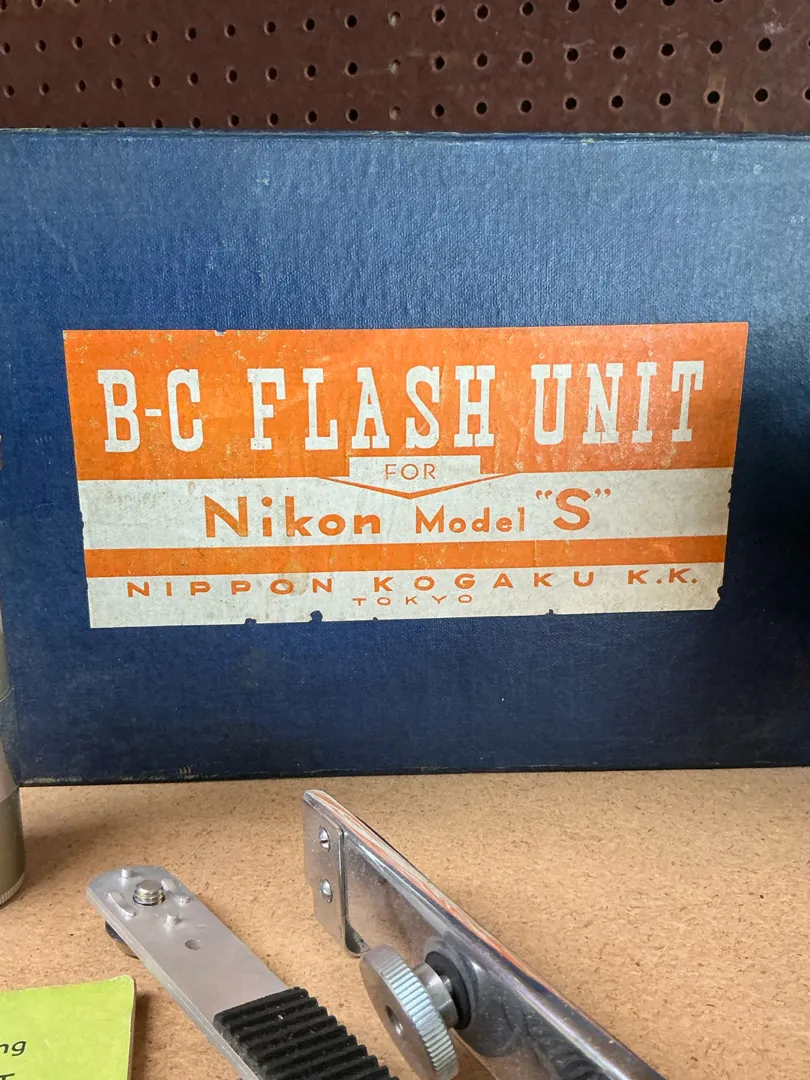 B-C FLASH UNIT
FOR
Nikon Model "S"
NIPPON KOGAKU K.K.
TOKYO